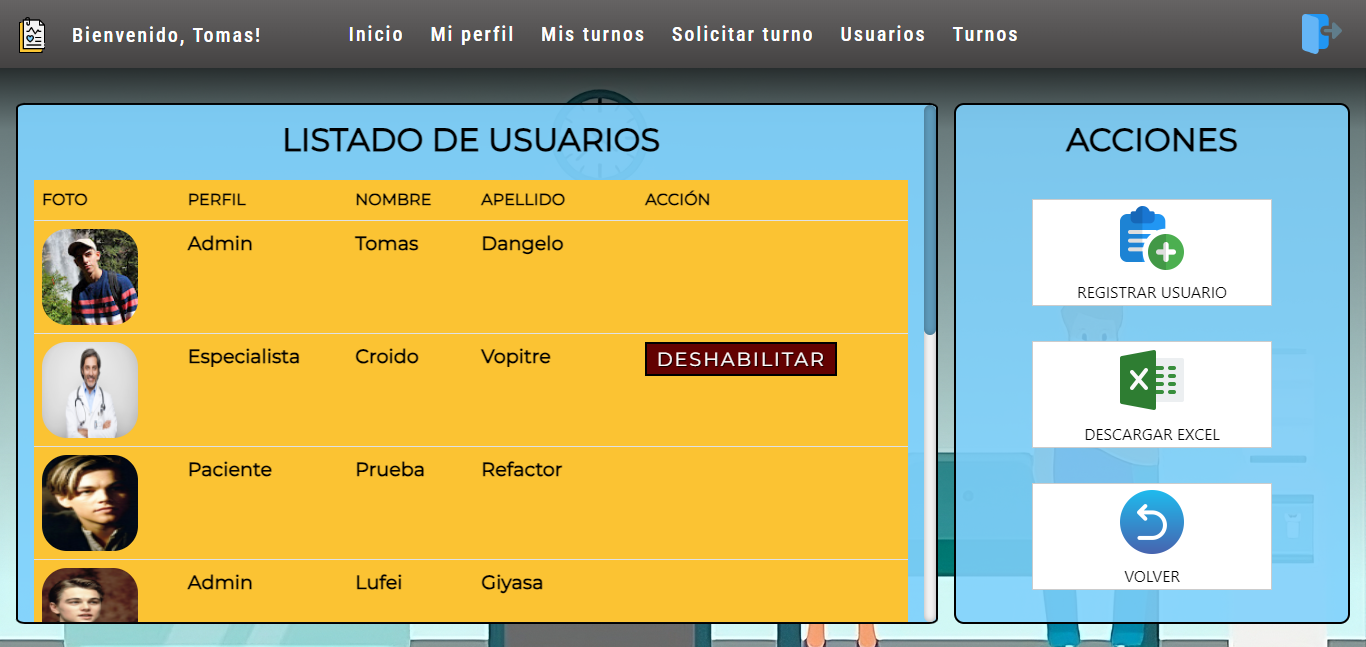 Bienvenido, Tomas! Inicio Mi perfil Mis turnos Solicitar turno Usuarios Turnos
LISTADO DE USUARIOS
FOTO PERFIL NOMBRE APELLIDO ACCIÓN
Admin Tomas Dangelo
Especialista Croido Vopitre DESHABILITAR
Paciente Prueba Refactor
Admin Lufei Giyasa
ACCIONES
REGISTRAR USUARIO
DESCARGAR EXCEL
VOLVER